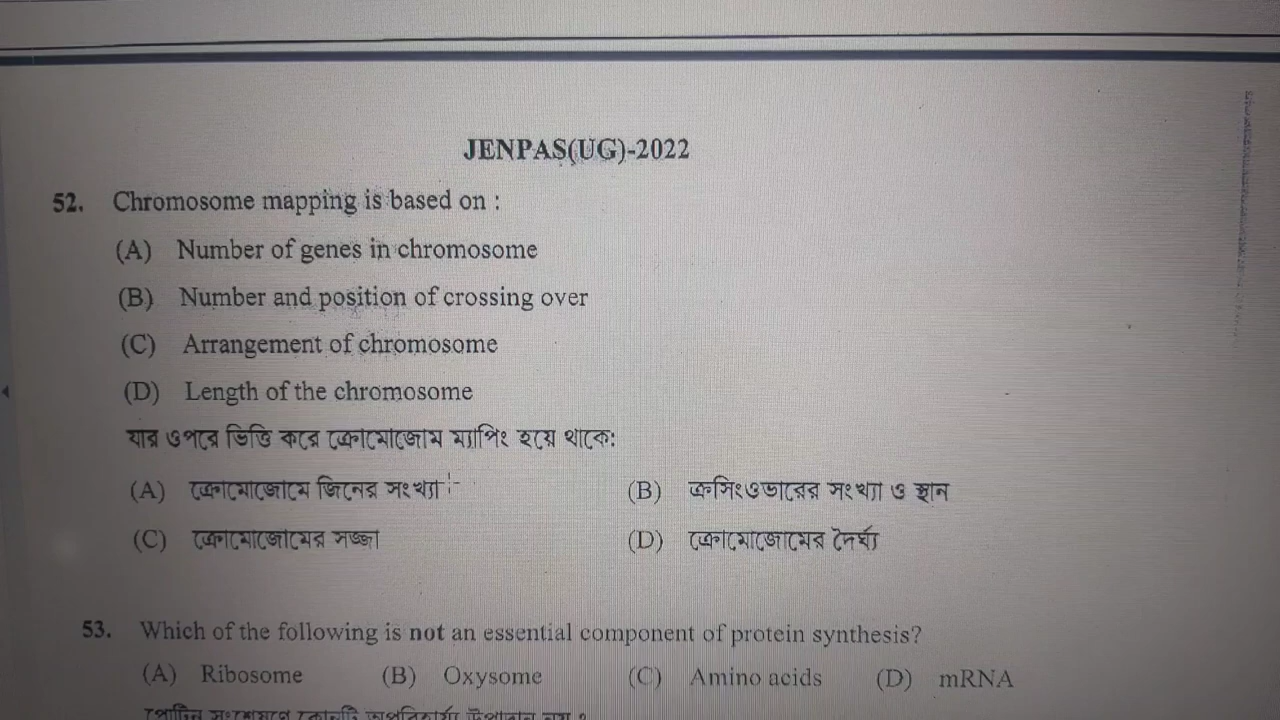 JENPAS(UG)-2022
52. Chromosome mapping is based on :
(A) Number of genes in chromosome
(B) Number and position of crossing over
(C) Arrangement of chromosome
(D) Length of the chromosome
যার ওপরে ভিত্তি করে ক্রোমোজোম ম্যাপিং হয়ে থাকে:
(A) ক্রোমোজোমে জিনের সংখ্যা (B) ক্রসিংওভারের সংখ্যা ও স্থান
(C) ক্রোমোজোমের সজ্জা (D) ক্রোমোজোমের দৈর্ঘ্য
53. Which of the following is not an essential component of protein synthesis?
(A) Ribosome (B) Oxysome (C) Amino acids (D) mRNA